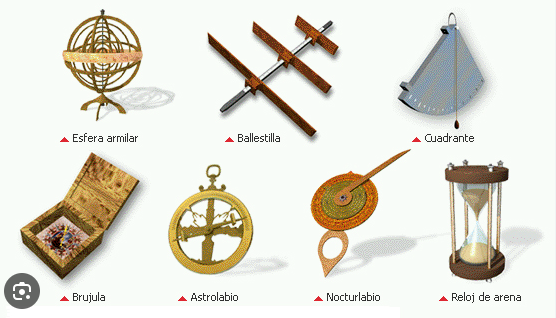 Esfera armilar
Ballestilla
Cuadrante
Brujula
Astrolabio
Nocturlabio
Reloj de arena